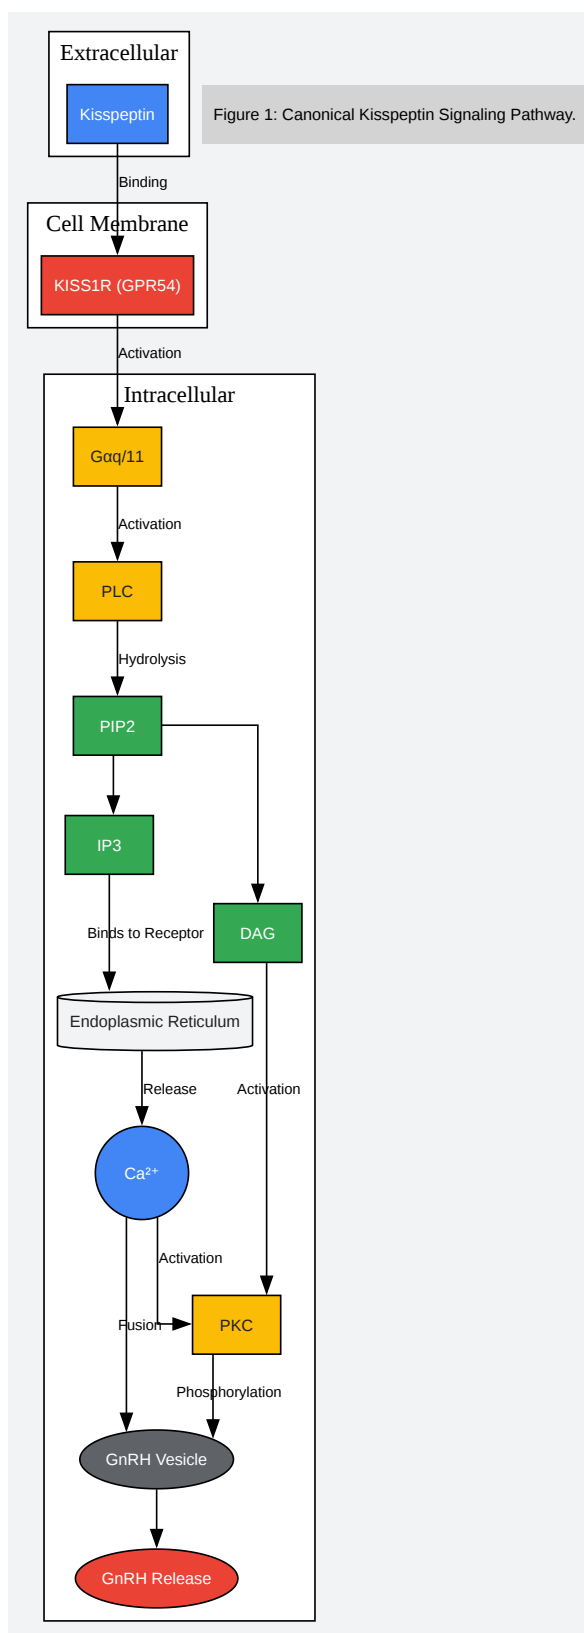 Extracellular
Kisspeptin
Figure 1: Canonical Kisspeptin Signaling Pathway.
Binding
Cell Membrane
KISS1R (GPR54)
Activation
Intracellular
Gαq/11
Activation
PLC
Hydrolysis
PIP2
IP3
Binds to Receptor
DAG
Endoplasmic Reticulum
Release
Activation
Ca²⁺
Activation
Fusion
PKC
Phosphorylation
GnRH Vesicle
GnRH Release